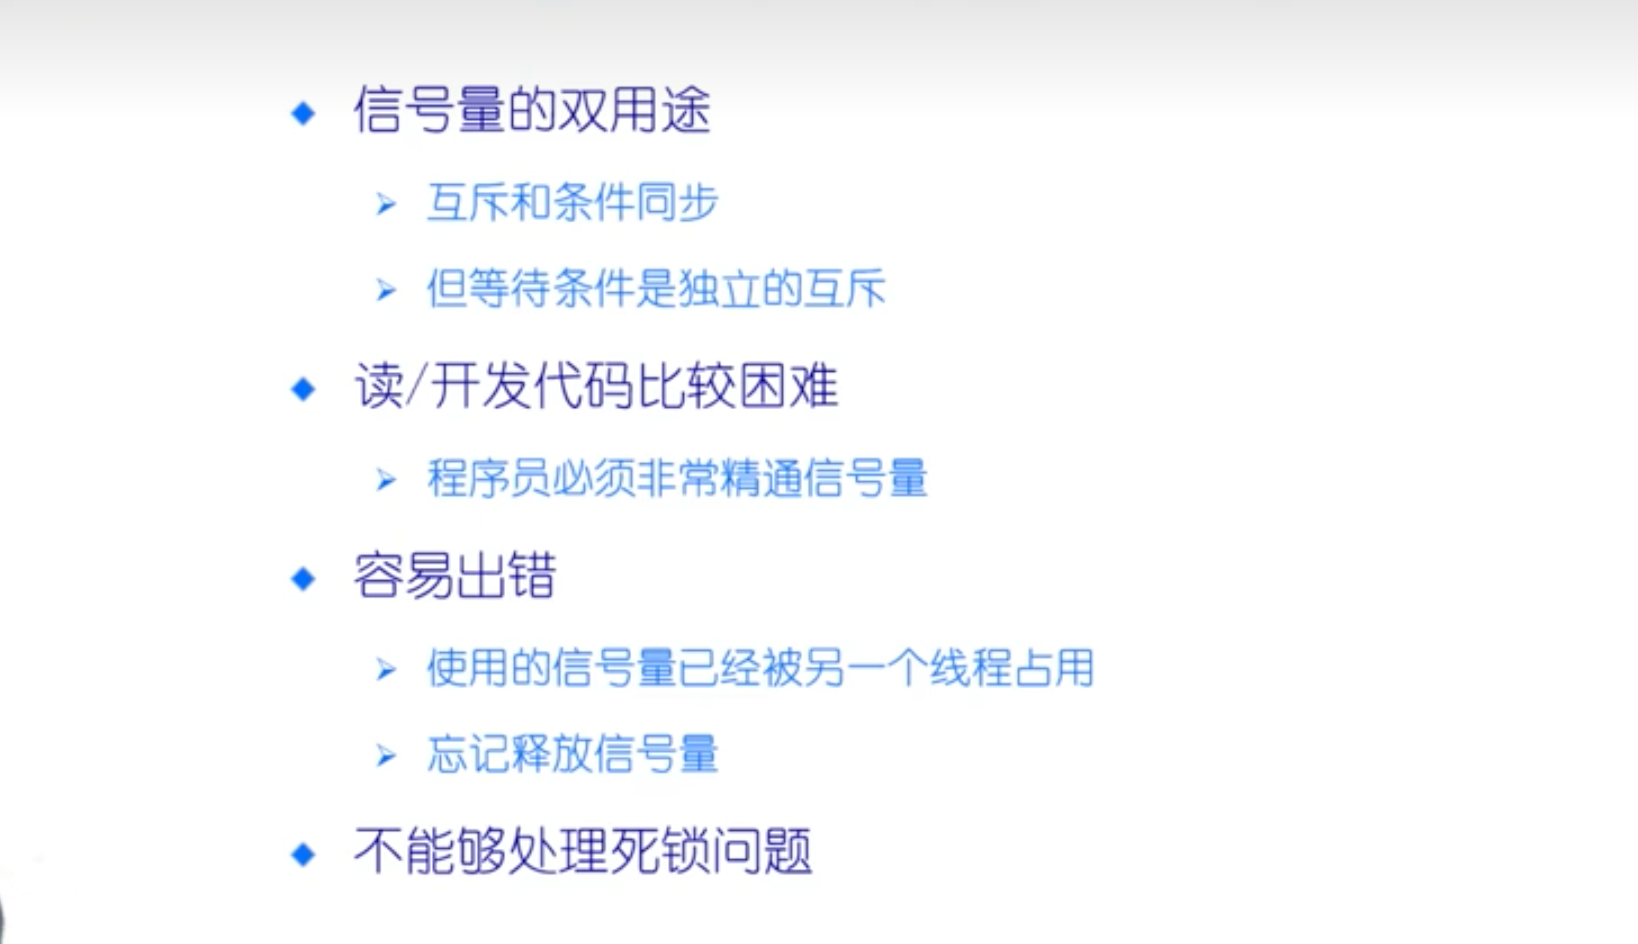 信号量的双用途
互斥和条件同步
但等待条件是独立的互斥
读/开发代码比较困难
程序员必须非常精通信号量
容易出错
使用的信号量已经被另一个线程占用
忘记释放信号量
不能够处理死锁问题